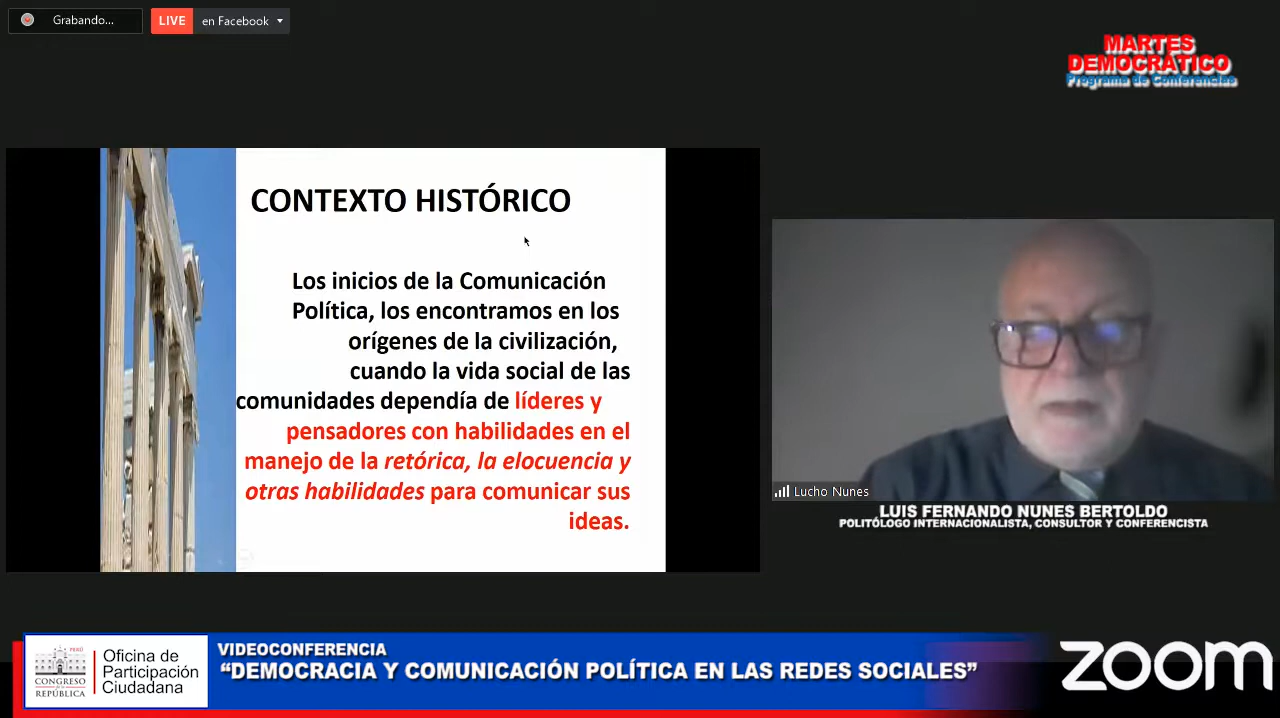 Grabando...
LIVE
en Facebook
MARTES
DEMOCRÁTICO
Programa de Conferencias
CONTEXTO HISTÓRICO
Los inicios de la Comunicación
Política, los encontramos en los
orígenes de la civilización,
cuando la vida social de las
comunidades dependía de líderes y
pensadores con habilidades en el
manejo de la retórica, la elocuencia y
otras habilidades para comunicar sus
ideas.
Lucho Nunes
LUIS FERNANDO NUNES BERTOLDO
POLITÓLOGO INTERNACIONALISTA, CONSULTOR Y CONFERENCISTA
PERÚ
CONGRESO
de la
REPÚBLICA
Oficina de
Participación
Ciudadana
VIDEOCONFERENCIA
“DEMOCRACIA Y COMUNICACIÓN POLÍTICA EN LAS REDES SOCIALES”
zoom